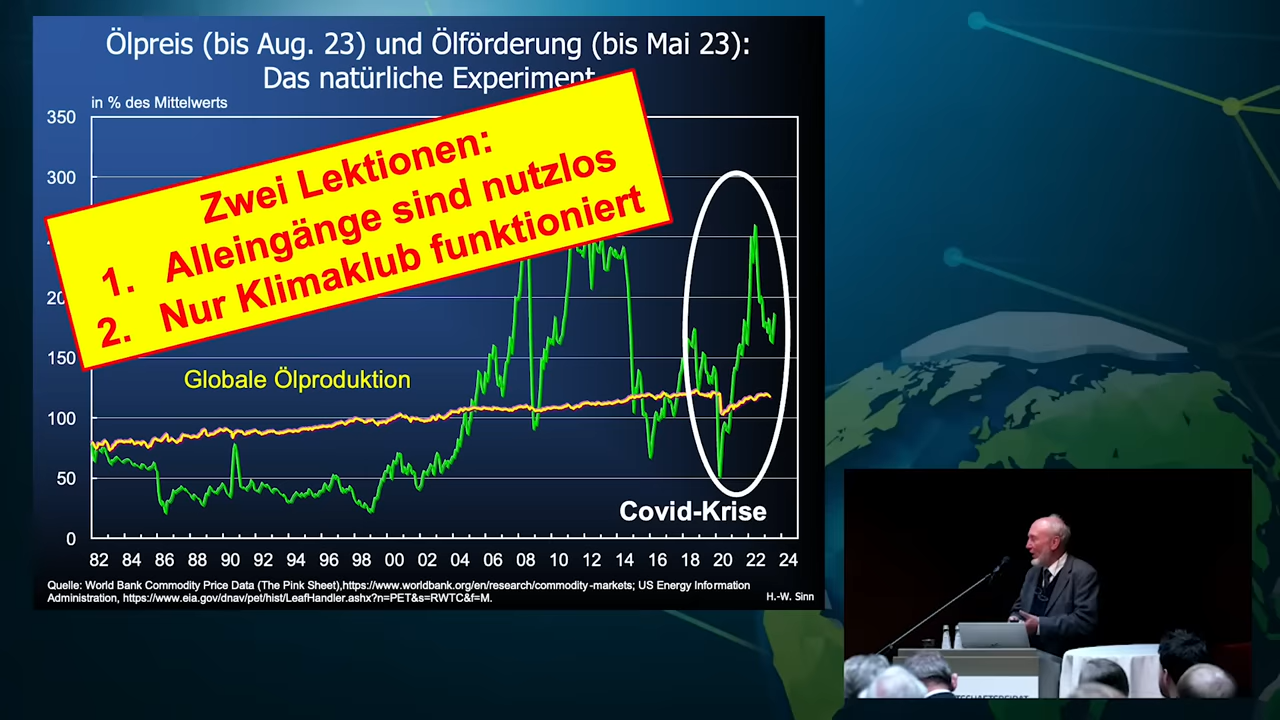 Ölpreis (bis Aug. 23) und Ölförderung (bis Mai 23):
Das natürliche Experiment
in % des Mittelwerts
350
300
20
150
100
50
0
Zwei Lektionen:
1. Alleingänge sind nutzlos
2. Nur Klimaklub funktioniert
Globale Ölproduktion
Covid-Krise
82 84 86 88 90 92 94 96 98 00 02 04 06 08 10 12 14 16 18 20 22 24
Quelle: World Bank Commodity Price Data (The Pink Sheet),https://www.worldbank.org/en/research/commodity-markets; US Energy Information
Administration, https://www.eia.gov/dnav/pet/hist/LeafHandler.ashx?n=PET&s=RWTC&f=M.
H.-W. Sinn